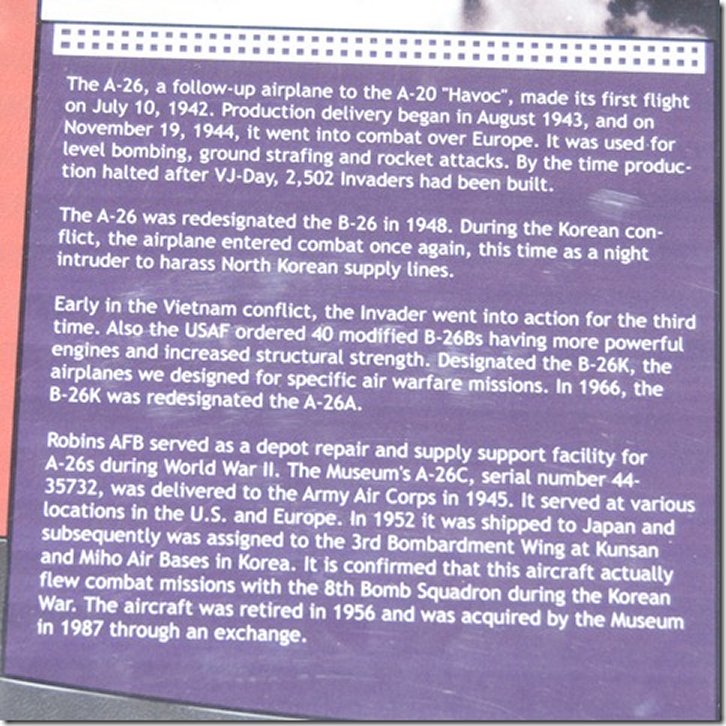 The A-26, a follow-up airplane to the A-20 "Havoc", made its first flight
on July 10, 1942. Production delivery began in August 1943, and on
November 19, 1944, it went into combat over Europe. It was used for
level bombing, ground strafing and rocket attacks. By the time produc-
tion halted after VJ-Day, 2,502 Invaders had been built.
The A-26 was redesignated the B-26 in 1948. During the Korean con-
flict, the airplane entered combat once again, this time as a night
intruder to harass North Korean supply lines.
Early in the Vietnam conflict, the Invader went into action for the third
time. Also the USAF ordered 40 modified B-26Bs having more powerful
engines and increased structural strength. Designated the B-26K, the
airplanes we designed for specific air warfare missions. In 1966, the
B-26K was redesignated the A-26A.
Robins AFB served as a depot repair and supply support facility for
A-26s during World War II. The Museum's A-26C, serial number 44-
35732, was delivered to the Army Air Corps in 1945. It served at various
locations in the U.S. and Europe. In 1952 it was shipped to Japan and
subsequently was assigned to the 3rd Bombardment Wing at Kunsan
and Miho Air Bases in Korea. It is confirmed that this aircraft actually
flew combat missions with the 8th Bomb Squadron during the Korean
War. The aircraft was retired in 1956 and was acquired by the Museum
in 1987 through an exchange.